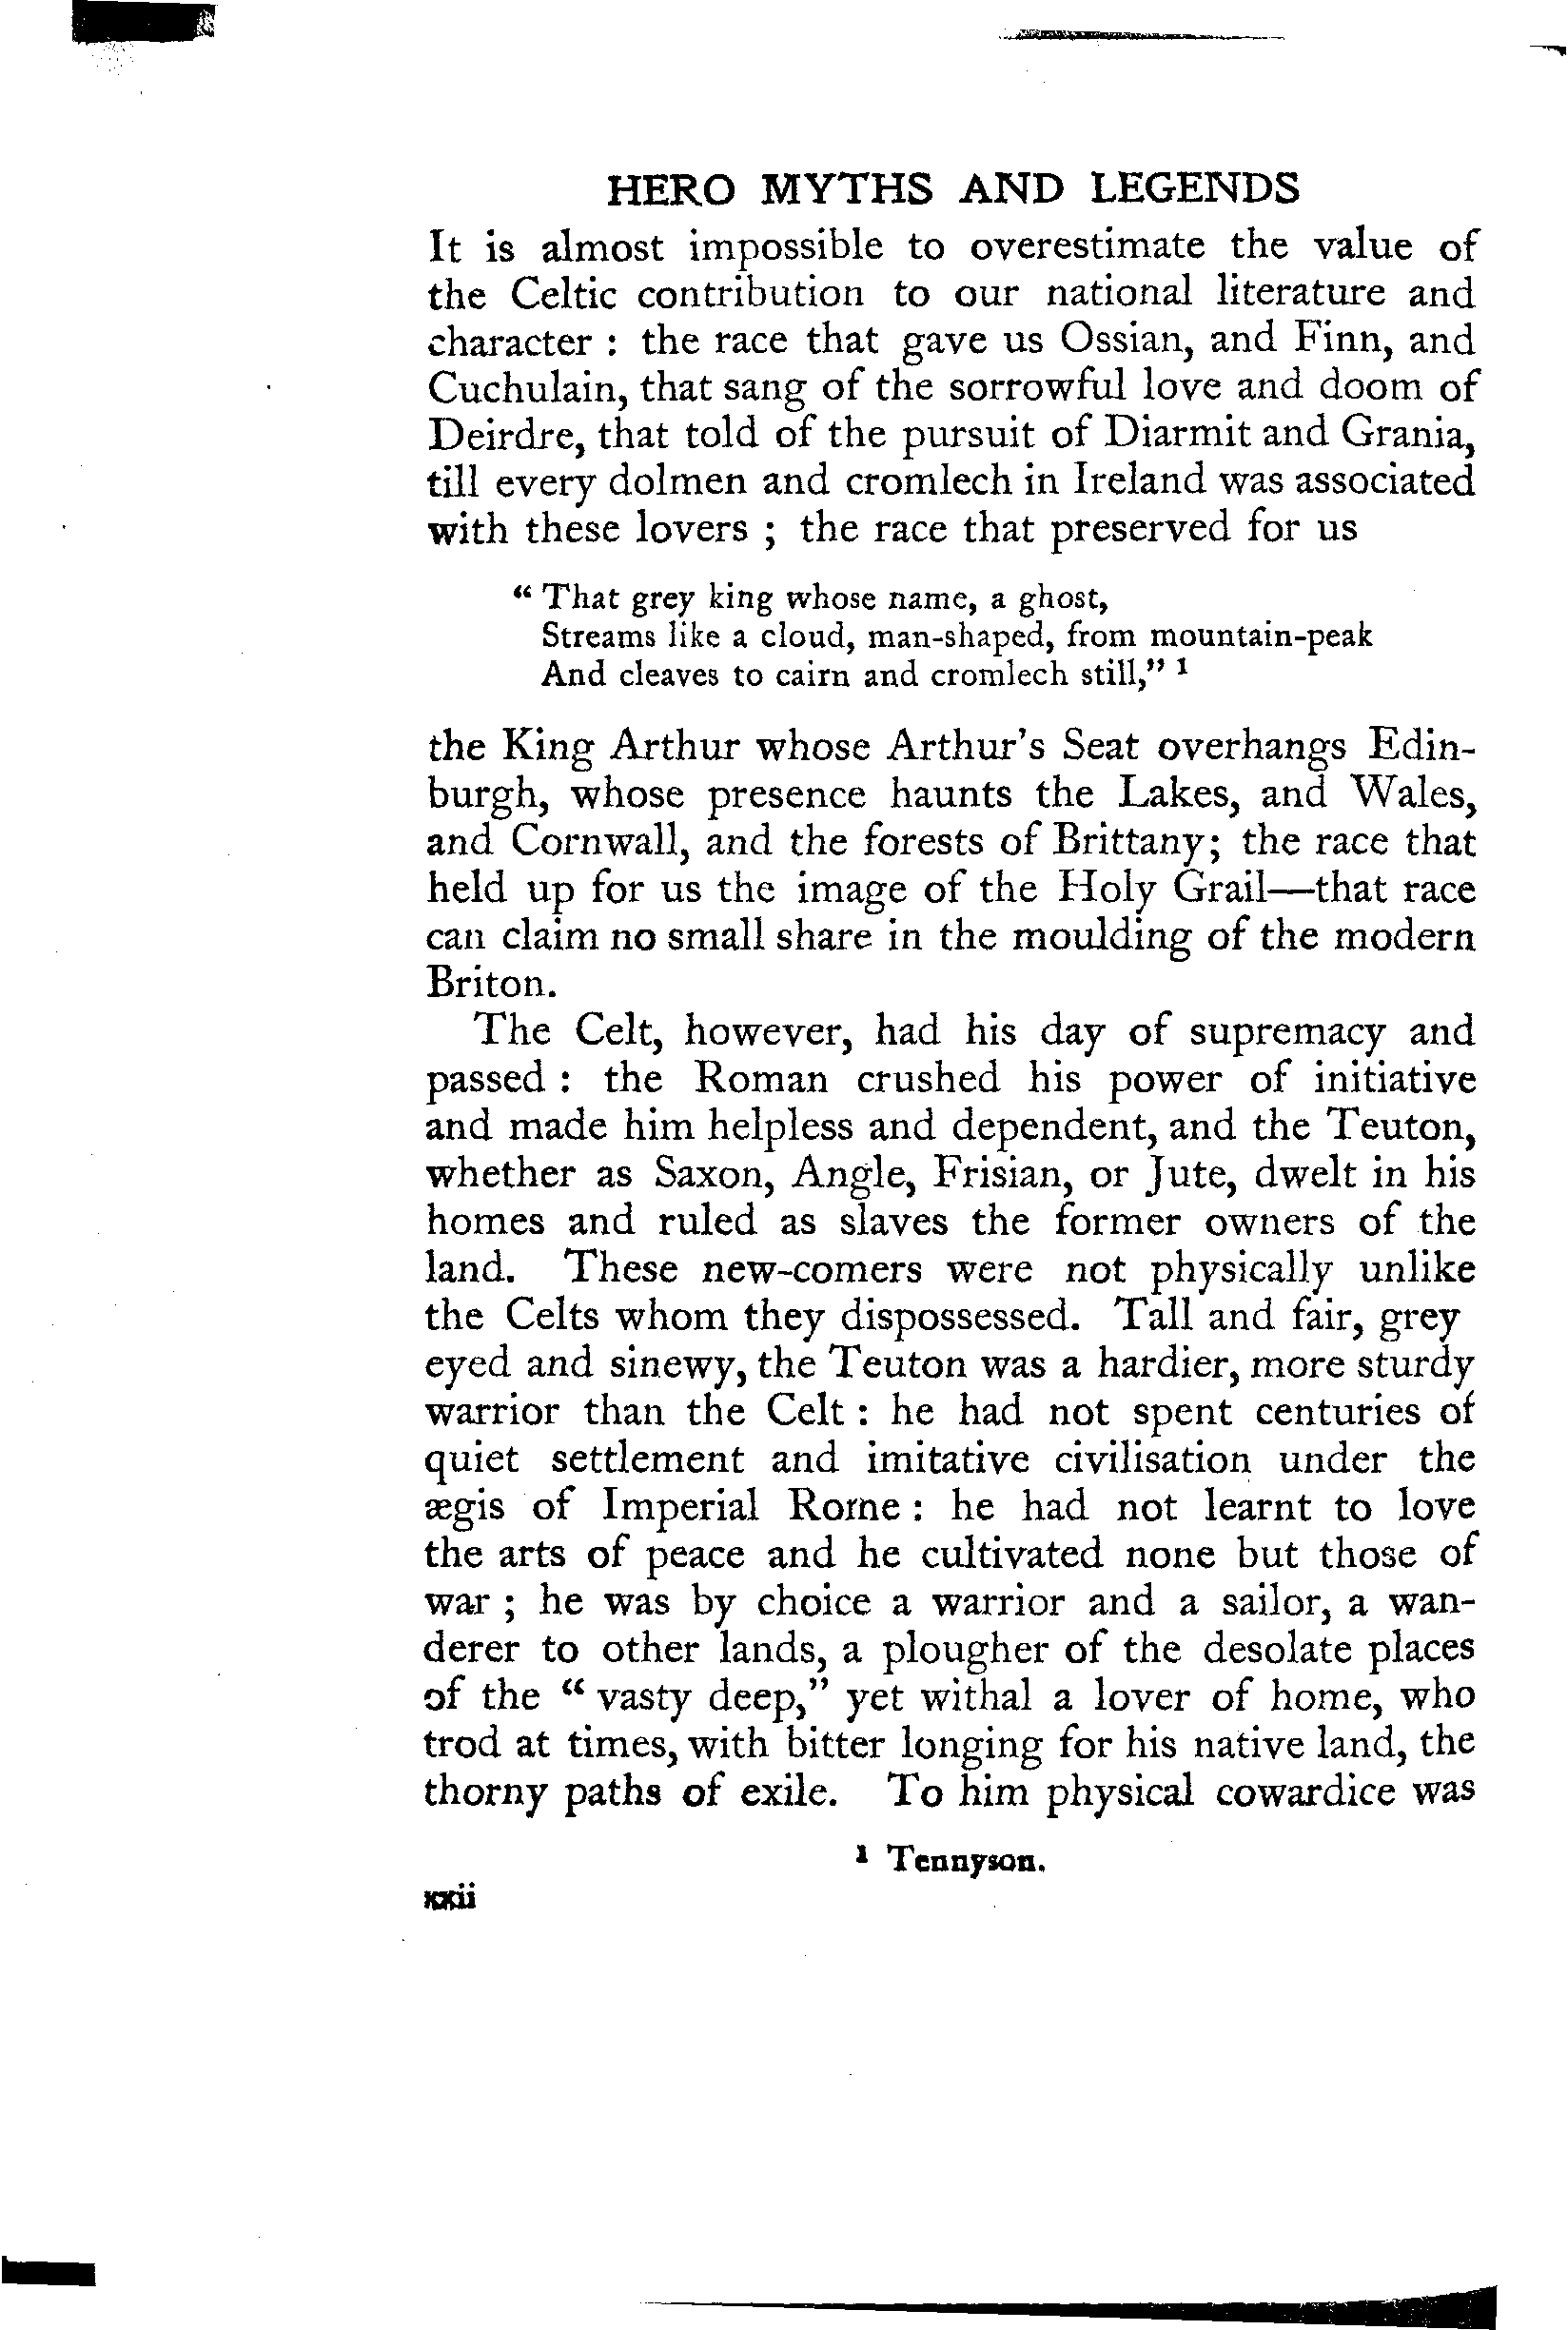 HERO MYTHS AND LEGENDS
It is almost impossible to overestimate the value of
the Celtic contribution to our national literature and
character : the race that gave us Ossian, and Finn, and
Cuchulain, that sang of the sorrowful love and doom of
Deirdre, that told of the pursuit of Diarmit and Grania,
till every dolmen and cromlech in Ireland was associated
with these lovers ; the race that preserved for us
“ That grey king whose name, a ghost,
Streams like a cloud, man-shaped, from mountain-peak
And cleaves to cairn and cromlech still,” ¹
the King Arthur whose Arthur’s Seat overhangs Edin-
burgh, whose presence haunts the Lakes, and Wales,
and Cornwall, and the forests of Brittany; the race that
held up for us the image of the Holy Grail—that race
can claim no small share in the moulding of the modern
Briton.
The Celt, however, had his day of supremacy and
passed : the Roman crushed his power of initiative
and made him helpless and dependent, and the Teuton,
whether as Saxon, Angle, Frisian, or Jute, dwelt in his
homes and ruled as slaves the former owners of the
land. These new-comers were not physically unlike
the Celts whom they dispossessed. Tall and fair, grey
eyed and sinewy, the Teuton was a hardier, more sturdy
warrior than the Celt : he had not spent centuries of
quiet settlement and imitative civilisation under the
ægis of Imperial Rome : he had not learnt to love
the arts of peace and he cultivated none but those of
war ; he was by choice a warrior and a sailor, a wan-
derer to other lands, a plougher of the desolate places
of the “ vasty deep,” yet withal a lover of home, who
trod at times, with bitter longing for his native land, the
thorny paths of exile. To him physical cowardice was
¹ Tennyson.
xxii